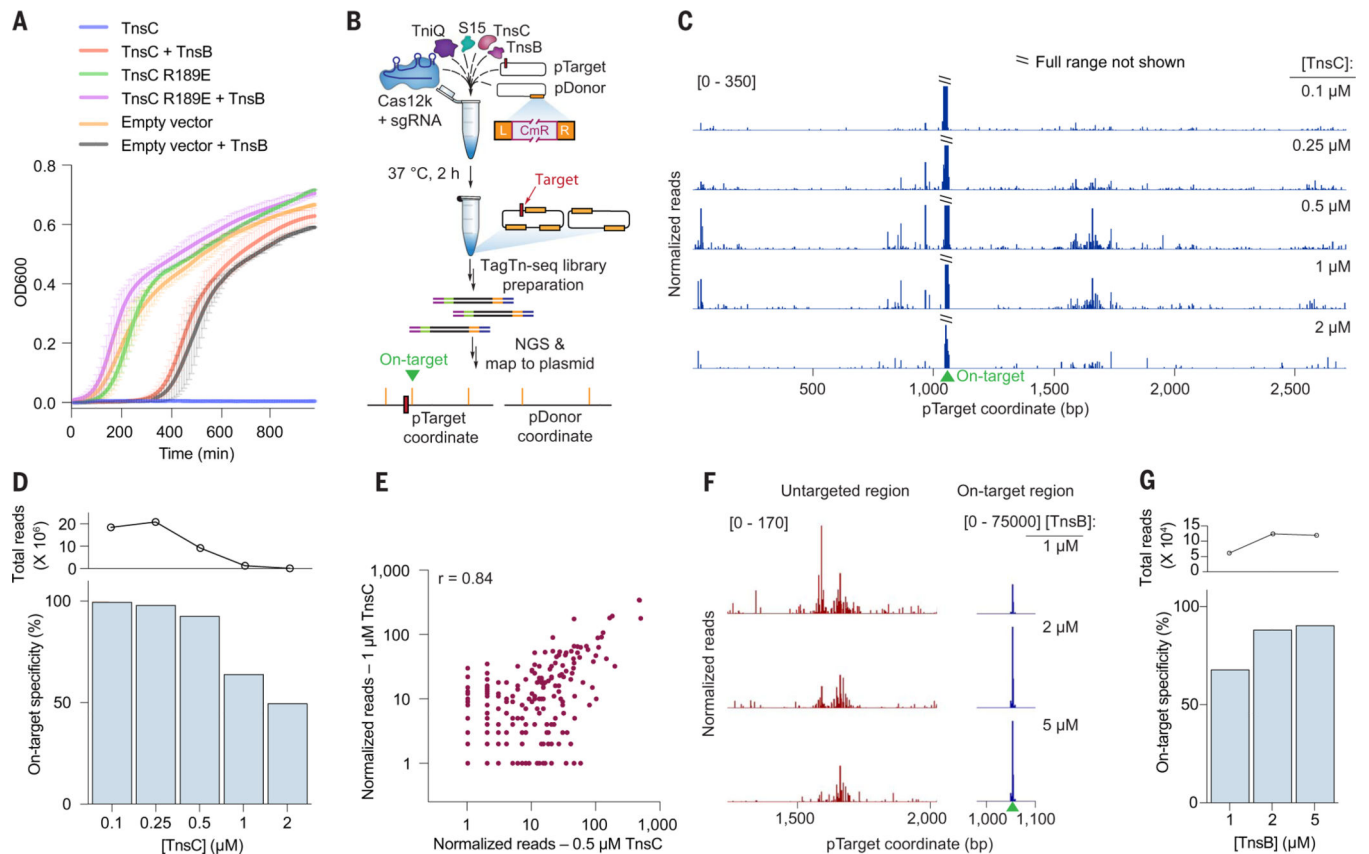 A
TnsC
TnsC + TnsB
TnsC R189E
TnsC R189E + TnsB
Empty vector
Empty vector + TnsB
OD600
0.8
0.6
0.4
0.2
0.0
0
200
400
600
800
Time (min)
B
TniQ
S15
TnsC
TnsB
pTarget
pDonor
Cas12k
+ sgRNA
L
CmR
R
37 °C, 2 h
Target
TagTn-seq library
preparation
NGS &
map to plasmid
On-target
pTarget
coordinate
pDonor
coordinate
C
[0 - 350]
Full range not shown
[TnsC]:
0.1 µM
0.25 µM
0.5 µM
1 µM
2 µM
Normalized reads
500
1,000
1,500
2,000
2,500
On-target
pTarget coordinate (bp)
D
Total reads
(X 10⁶)
20
10
0
On-target specificity (%)
100
50
0
0.1
0.25
0.5
1
2
[TnsC] (µM)
E
r = 0.84
Normalized reads – 1 µM TnsC
1,000
100
10
1
1
10
100
1,000
Normalized reads – 0.5 µM TnsC
F
Untargeted region
On-target region
[0 - 170]
[0 - 75000]
[TnsB]:
1 µM
2 µM
5 µM
Normalized reads
1,500
2,000
1,000
1,100
pTarget coordinate (bp)
G
Total reads
(X 10⁴)
15
10
5
0
On-target specificity (%)
100
50
0
1
2
5
[TnsB] (µM)